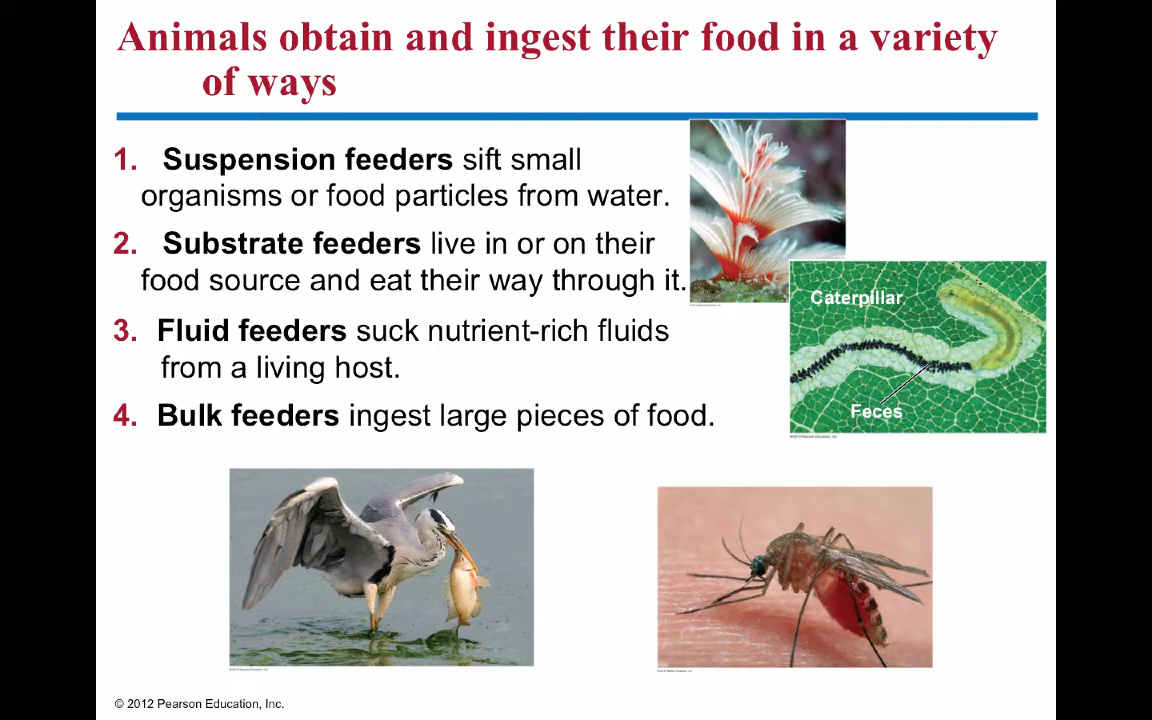 Animals obtain and ingest their food in a variety
of ways
1. Suspension feeders sift small
organisms or food particles from water.
2. Substrate feeders live in or on their
food source and eat their way through it.
3. Fluid feeders suck nutrient-rich fluids
from a living host.
4. Bulk feeders ingest large pieces of food.
Caterpillar
Feces
© 2012 Pearson Education, Inc.